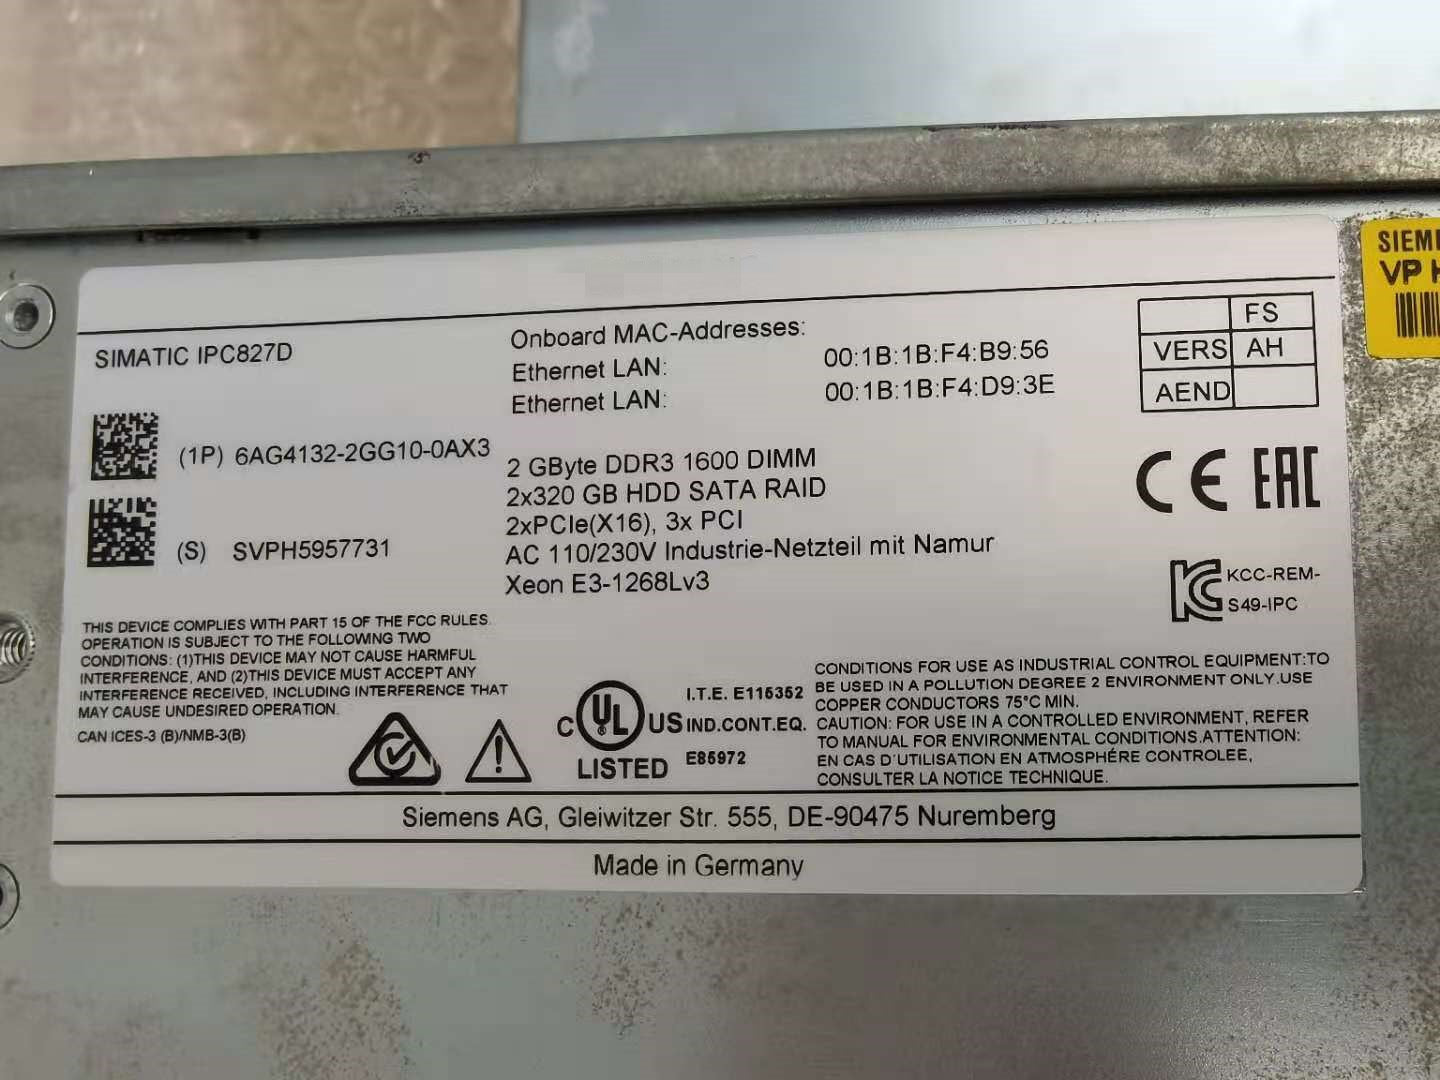 SIMATIC IPC827D
(1P) 6AG4132-2GG10-0AX3
(S) SVPH5957731
Onboard MAC-Addresses:
Ethernet LAN: 00:1B:1B:F4:B9:56
Ethernet LAN: 00:1B:1B:F4:D9:3E
2 GByte DDR3 1600 DIMM
2x320 GB HDD SATA RAID
2xPCIe(X16), 3x PCI
AC 110/230V Industrie-Netzteil mit Namur
Xeon E3-1268Lv3
FS
VERS AH
AEND
CE EAC
KCC-REM-
S49-IPC
THIS DEVICE COMPLIES WITH PART 15 OF THE FCC RULES.
OPERATION IS SUBJECT TO THE FOLLOWING TWO
CONDITIONS: (1)THIS DEVICE MAY NOT CAUSE HARMFUL
INTERFERENCE, AND (2)THIS DEVICE MUST ACCEPT ANY
INTERFERENCE RECEIVED, INCLUDING INTERFERENCE THAT
MAY CAUSE UNDESIRED OPERATION.
CAN ICES-3 (B)/NMB-3(B)
C UL US
LISTED
I.T.E. E115352
IND.CONT.EQ.
E85972
CONDITIONS FOR USE AS INDUSTRIAL CONTROL EQUIPMENT:TO
BE USED IN A POLLUTION DEGREE 2 ENVIRONMENT ONLY.USE
COPPER CONDUCTORS 75°C MIN.
CAUTION: FOR USE IN A CONTROLLED ENVIRONMENT, REFER
TO MANUAL FOR ENVIRONMENTAL CONDITIONS.ATTENTION:
EN CAS D'UTILISATION EN ATMOSPHÉRE CONTROLEE,
CONSULTER LA NOTICE TECHNIQUE.
Siemens AG, Gleiwitzer Str. 555, DE-90475 Nuremberg
Made in Germany
SIEM
VP